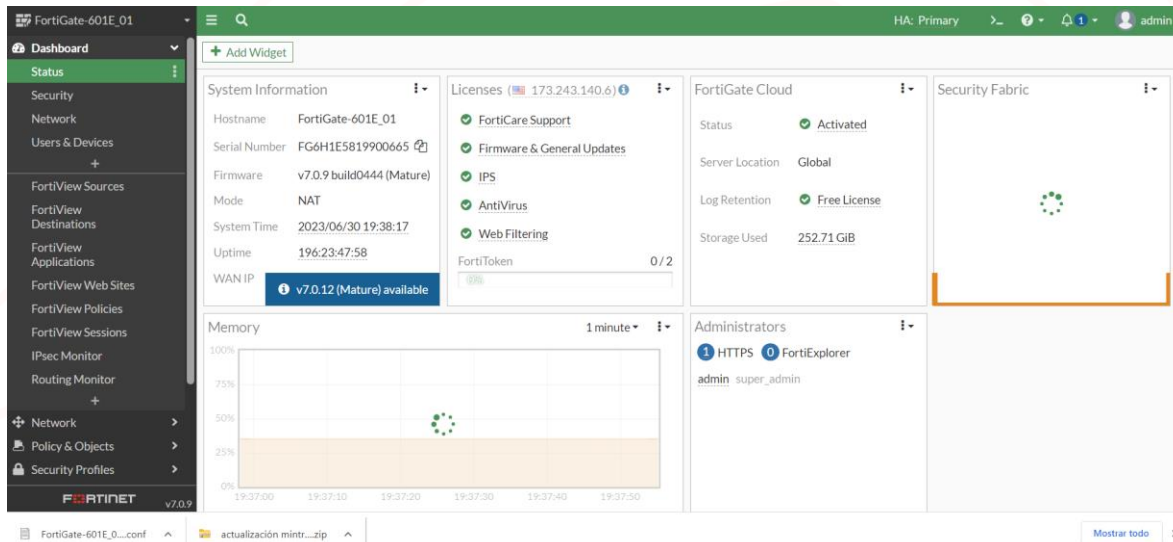 FortiGate-601E_01
HA: Primary
1
admin
Dashboard
Status
Security
Network
Users & Devices
+
FortiView Sources
FortiView
Destinations
FortiView
Applications
FortiView Web Sites
FortiView Policies
FortiView Sessions
IPsec Monitor
Routing Monitor
+
Network
Policy & Objects
Security Profiles
FORTINET
v7.0.9
+ Add Widget
System Information
Hostname FortiGate-601E_01
Serial Number FG6H1E5819900665
Firmware v7.0.9 build0444 (Mature)
Mode NAT
System Time 2023/06/30 19:38:17
Uptime 196:23:47:58
WAN IP
v7.0.12 (Mature) available
Licenses (173.243.140.6)
FortiCare Support
Firmware & General Updates
IPS
AntiVirus
Web Filtering
FortiToken 0/2
0%
FortiGate Cloud
Status Activated
Server Location Global
Log Retention Free License
Storage Used 252.71 GiB
Security Fabric
Memory 1 minute
100%
75%
50%
25%
0%
19:37:00 19:37:10 19:37:20 19:37:30 19:37:40 19:37:50
Administrators
1 HTTPS 0 FortiExplorer
admin super_admin
FortiGate-601E_0....conf
actualización mintr....zip
Mostrar todo